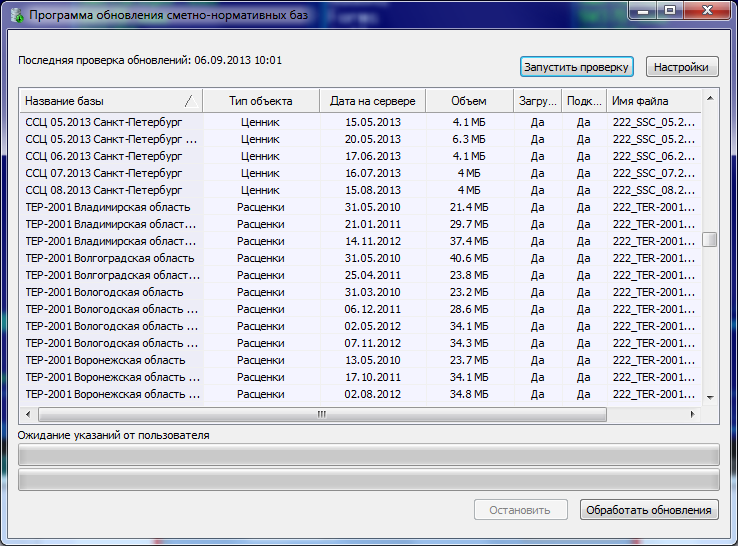 Программа обновления сметно-нормативных баз
Последняя проверка обновлений: 06.09.2013 10:01
Запустить проверку
Настройки
Название базы Тип объекта Дата на сервере Объем Загру... Подк... Имя файла
ССЦ 05.2013 Санкт-Петербург Ценник 15.05.2013 4.1 МБ Да Да 222_SSC_05.2...
ССЦ 05.2013 Санкт-Петербург ... Ценник 20.05.2013 6.3 МБ Да Да 222_SSC_05.2...
ССЦ 06.2013 Санкт-Петербург Ценник 17.06.2013 4.1 МБ Да Да 222_SSC_06.2...
ССЦ 07.2013 Санкт-Петербург Ценник 16.07.2013 4 МБ Да Да 222_SSC_07.2...
ССЦ 08.2013 Санкт-Петербург Ценник 15.08.2013 4 МБ Да Да 222_SSC_08.2...
ТЕР-2001 Владимирская область Расценки 31.05.2010 21.4 МБ Да Да 222_TER-2001...
ТЕР-2001 Владимирская област... Расценки 21.01.2011 29.7 МБ Да Да 222_TER-2001...
ТЕР-2001 Владимирская област... Расценки 14.11.2012 37.4 МБ Да Да 222_TER-2001...
ТЕР-2001 Волгоградская область Расценки 31.05.2010 40.6 МБ Да Да 222_TER-2001...
ТЕР-2001 Волгоградская област... Расценки 25.04.2011 23.8 МБ Да Да 222_TER-2001...
ТЕР-2001 Вологодская область Расценки 31.03.2010 23.2 МБ Да Да 222_TER-2001...
ТЕР-2001 Вологодская область ... Расценки 06.12.2011 28.6 МБ Да Да 222_TER-2001...
ТЕР-2001 Вологодская область ... Расценки 02.05.2012 34.1 МБ Да Да 222_TER-2001...
ТЕР-2001 Вологодская область ... Расценки 07.11.2012 34.3 МБ Да Да 222_TER-2001...
ТЕР-2001 Воронежская область Расценки 13.05.2010 23.7 МБ Да Да 222_TER-2001...
ТЕР-2001 Воронежская область ... Расценки 17.10.2011 34.1 МБ Да Да 222_TER-2001...
ТЕР-2001 Воронежская область ... Расценки 02.08.2012 34.8 МБ Да Да 222_TER-2001...
Ожидание указаний от пользователя
Остановить
Обработать обновления